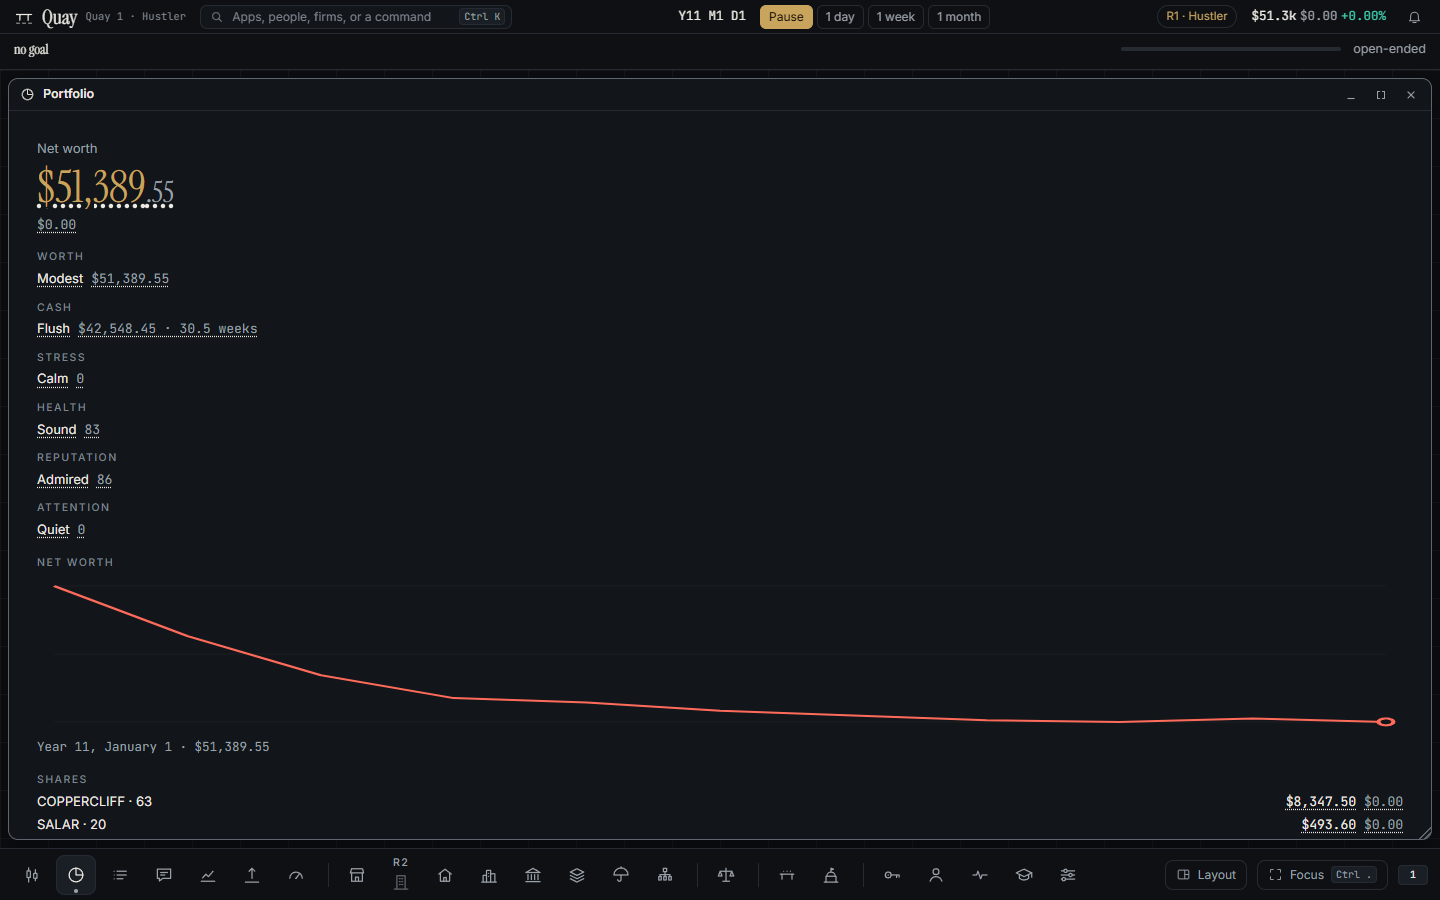 Quay Quay 1 · Hustler Apps, people, firms, or a command Ctrl K Y11 M1 D1 Pause 1 day 1 week 1 month R1 · Hustler $51.3k $0.00 +0.00%
no goal open-ended
Portfolio
Net worth
$51,389.55
$0.00
WORTH
Modest $51,389.55
CASH
Flush $42,548.45 · 30.5 weeks
STRESS
Calm 0
HEALTH
Sound 83
REPUTATION
Admired 86
ATTENTION
Quiet 0
NET WORTH
Year 11, January 1 · $51,389.55
SHARES
COPPERCLIFF · 63 $8,347.50 $0.00
SALAR · 20 $493.60 $0.00
R2
Layout Focus Ctrl . 1